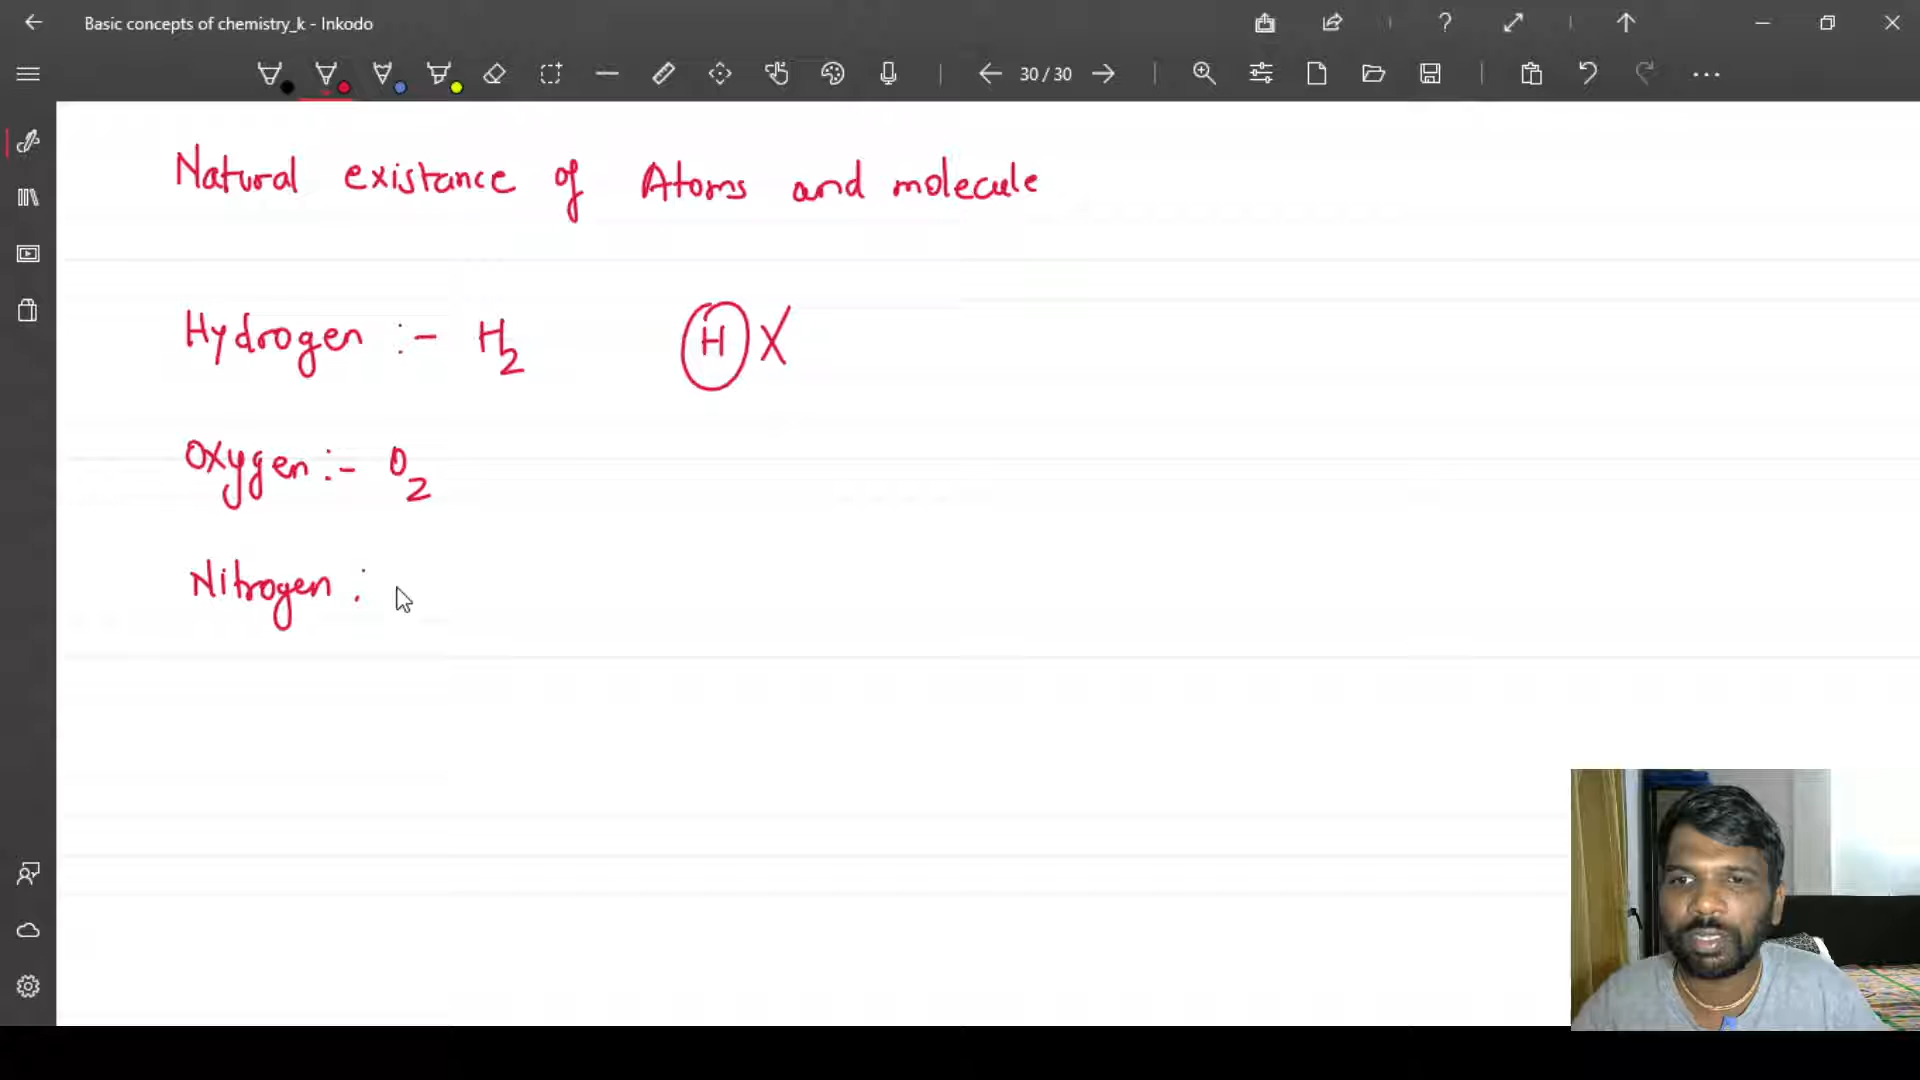 Basic concepts of chemistry_k - Inkodo
30 / 30
Natural existance of Atoms and molecule
Hydrogen :- H2 H X
Oxygen :- O2
Nitrogen :